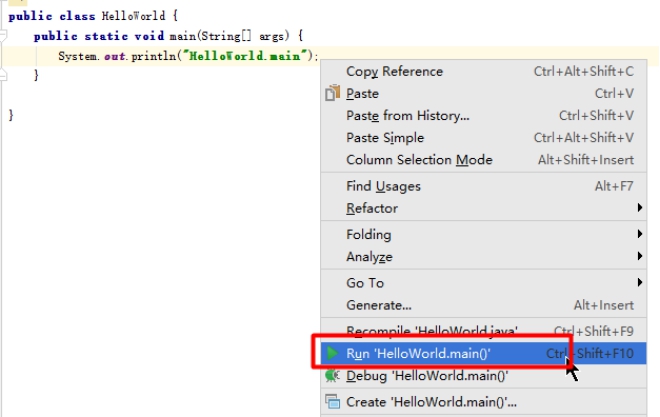 public class HelloWorld {
public static void main(String[] args) {
System.out.println("HelloWorld.main");
}
}
Copy Reference Ctrl+Alt+Shift+C
Paste Ctrl+V
Paste from History... Ctrl+Shift+V
Paste Simple Ctrl+Alt+Shift+V
Column Selection Mode Alt+Shift+Insert
Find Usages Alt+F7
Refactor
Folding
Analyze
Go To
Generate... Alt+Insert
Recompile 'HelloWorld.java' Ctrl+Shift+F9
Run 'HelloWorld.main()' Ctrl+Shift+F10
Debug 'HelloWorld.main()'
Create 'HelloWorld.main()'...